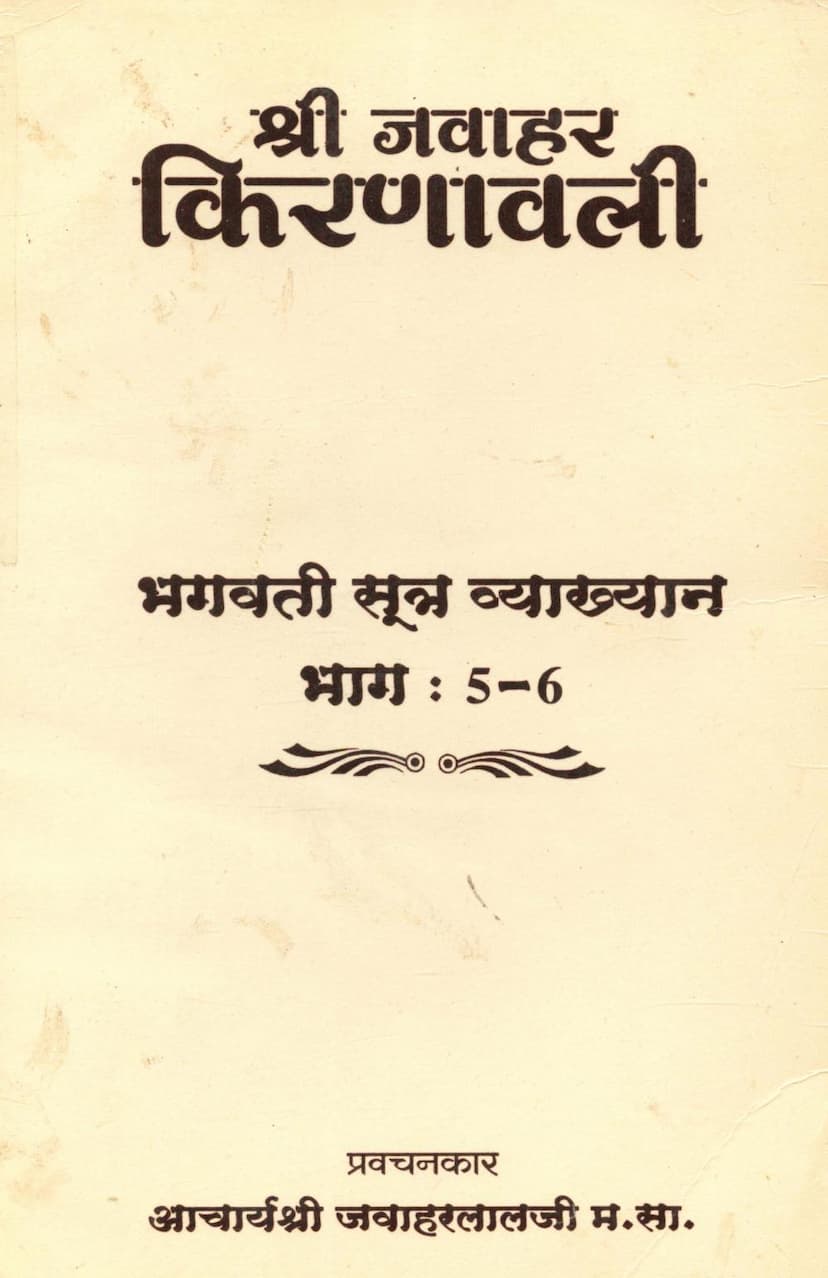 श्री जवाहर
किरणावली
भगवती सूत्र व्याख्यान
भाग : 5-6
प्रवचनकार
आचार्यश्री जवाहरलालजी म.सा.